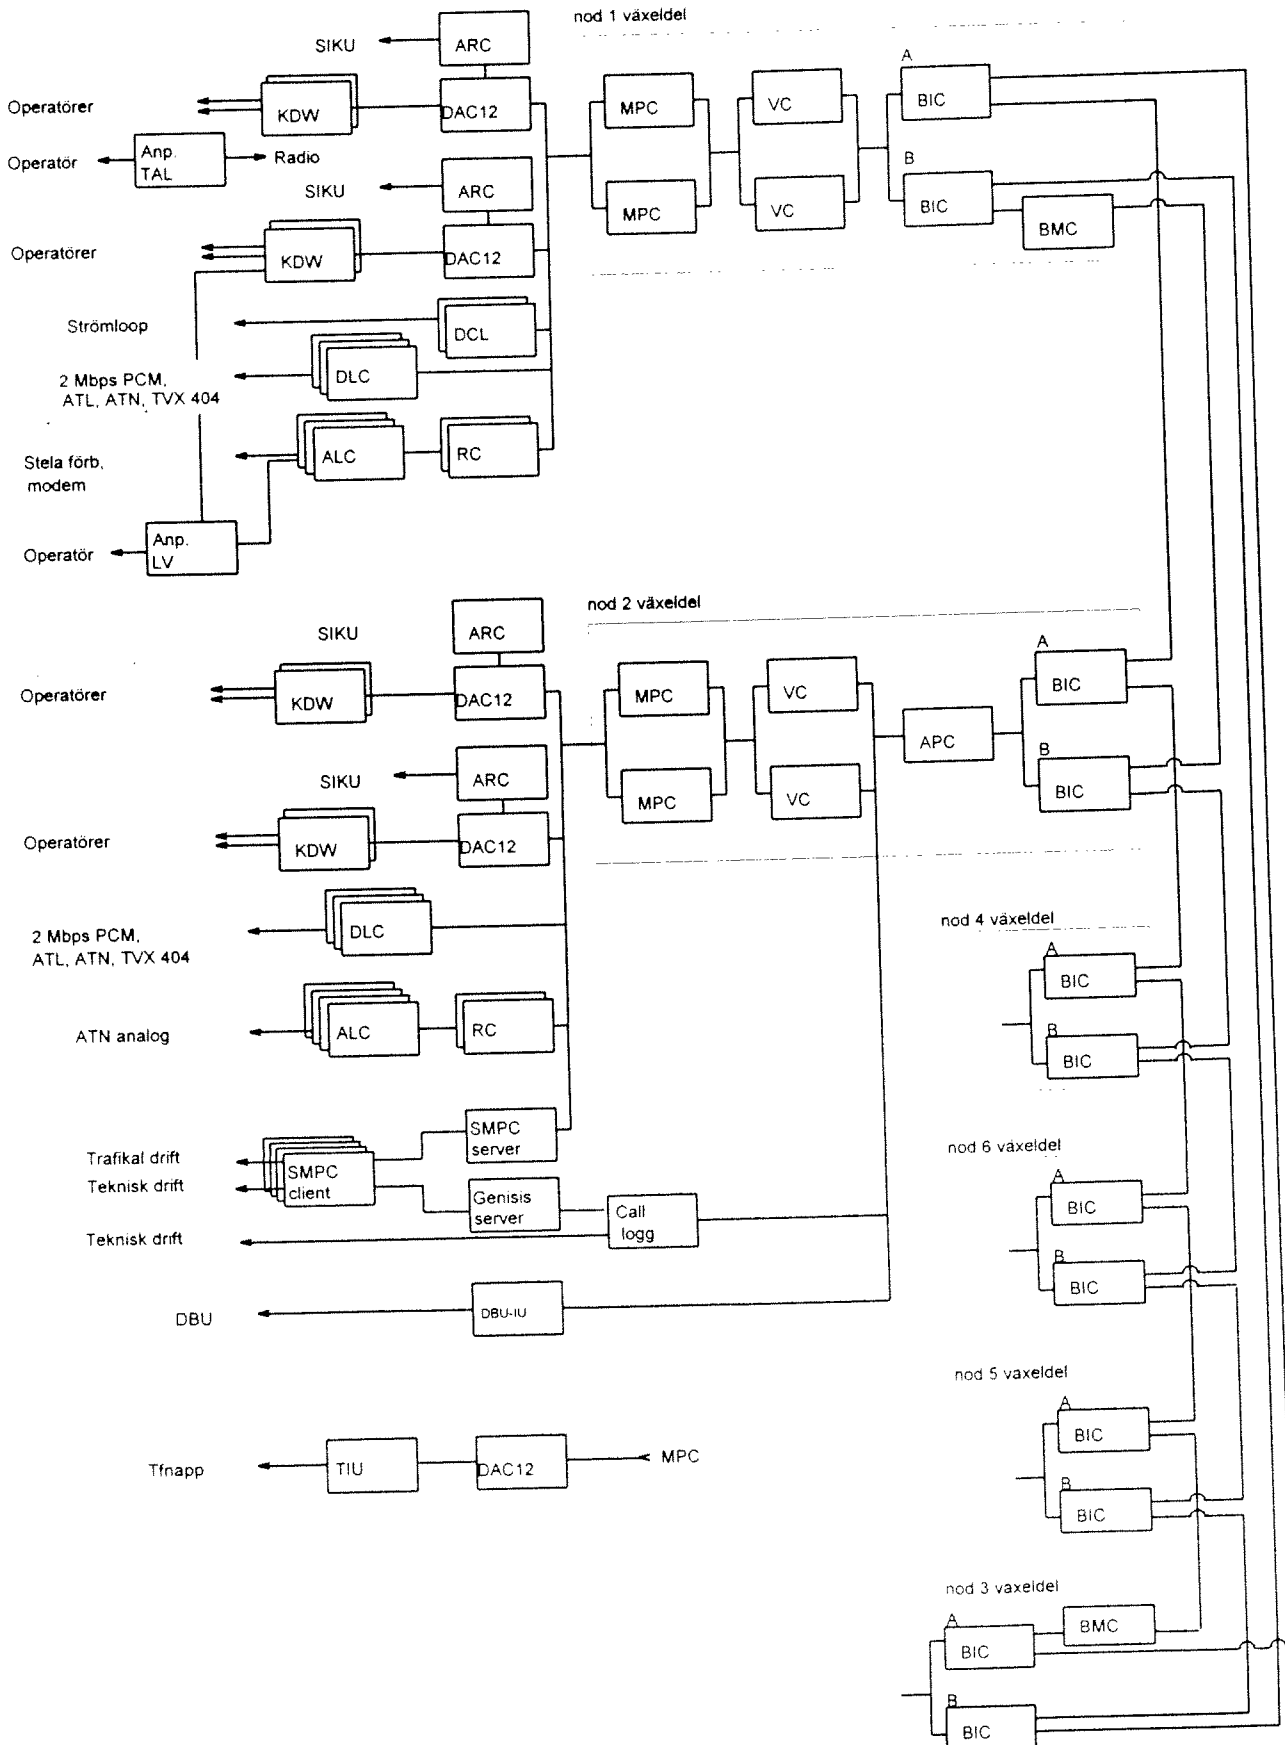 nod 1 växeldel
SIKU
ARC
A
Operatörer
KDW
DAC12
MPC
VC
BIC
Operatör
Anp.
TAL
Radio
SIKU
ARC
MPC
VC
B
BIC
BMC
Operatörer
KDW
DAC12
Strömloop
DCL
2 Mbps PCM,
ATL, ATN, TVX 404
DLC
Stela förb,
modem
ALC
RC
Operatör
Anp.
LV
nod 2 växeldel
SIKU
ARC
A
Operatörer
KDW
DAC12
MPC
VC
BIC
APC
SIKU
ARC
MPC
VC
B
BIC
Operatörer
KDW
DAC12
2 Mbps PCM,
ATL, ATN, TVX 404
DLC
nod 4 växeldel
A
BIC
ATN analog
ALC
RC
B
BIC
Trafikal drift
Teknisk drift
SMPC
client
SMPC
server
Genisis
server
Call
logg
Teknisk drift
nod 6 växeldel
A
BIC
B
BIC
DBU
DBU-IU
nod 5 vaxeldel
A
BIC
B
BIC
Tfnapp
TIU
DAC12
MPC
nod 3 vaxeldel
A
BIC
BMC
B
BIC